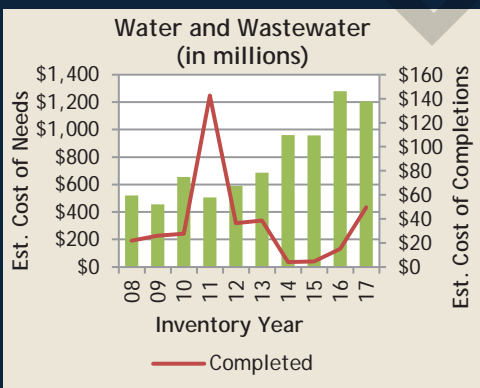 Water and Wastewater
(in millions)
Est. Cost of Needs
$1,400
$1,200
$1,000
$800
$600
$400
$200
$0
$160
$140
$120
$100
$80
$60
$40
$20
$0
Est. Cost of Completions
08 09 10 11 12 13 14 15 16 17
Inventory Year
Completed